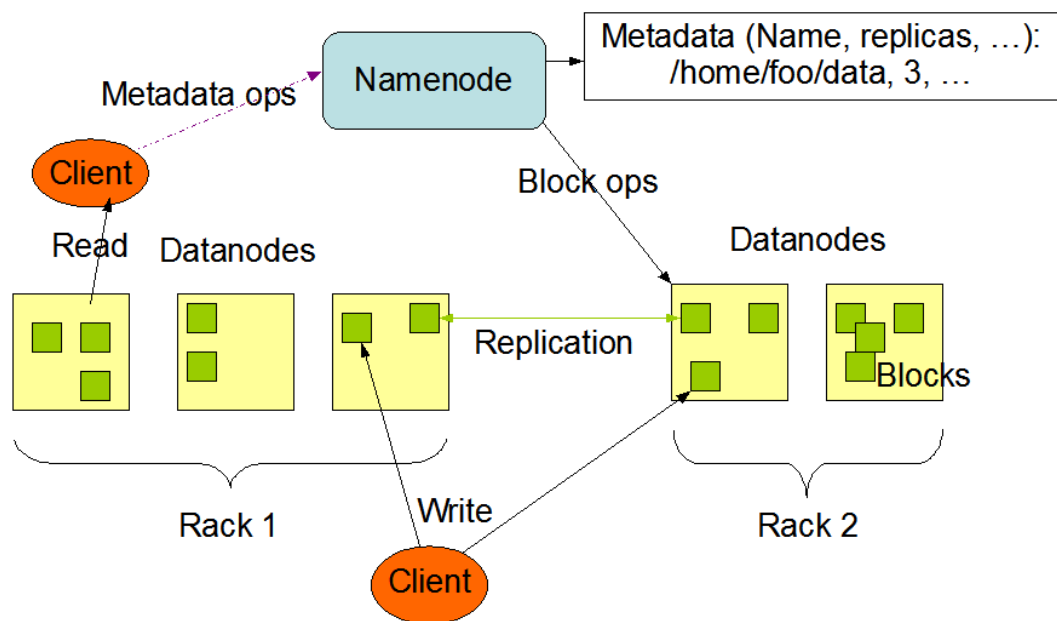 Metadata (Name, replicas, …):
/home/foo/data, 3, …
Namenode
Metadata ops
Client
Block ops
Read
Datanodes
Datanodes
Replication
Blocks
Rack 1
Write
Rack 2
Client